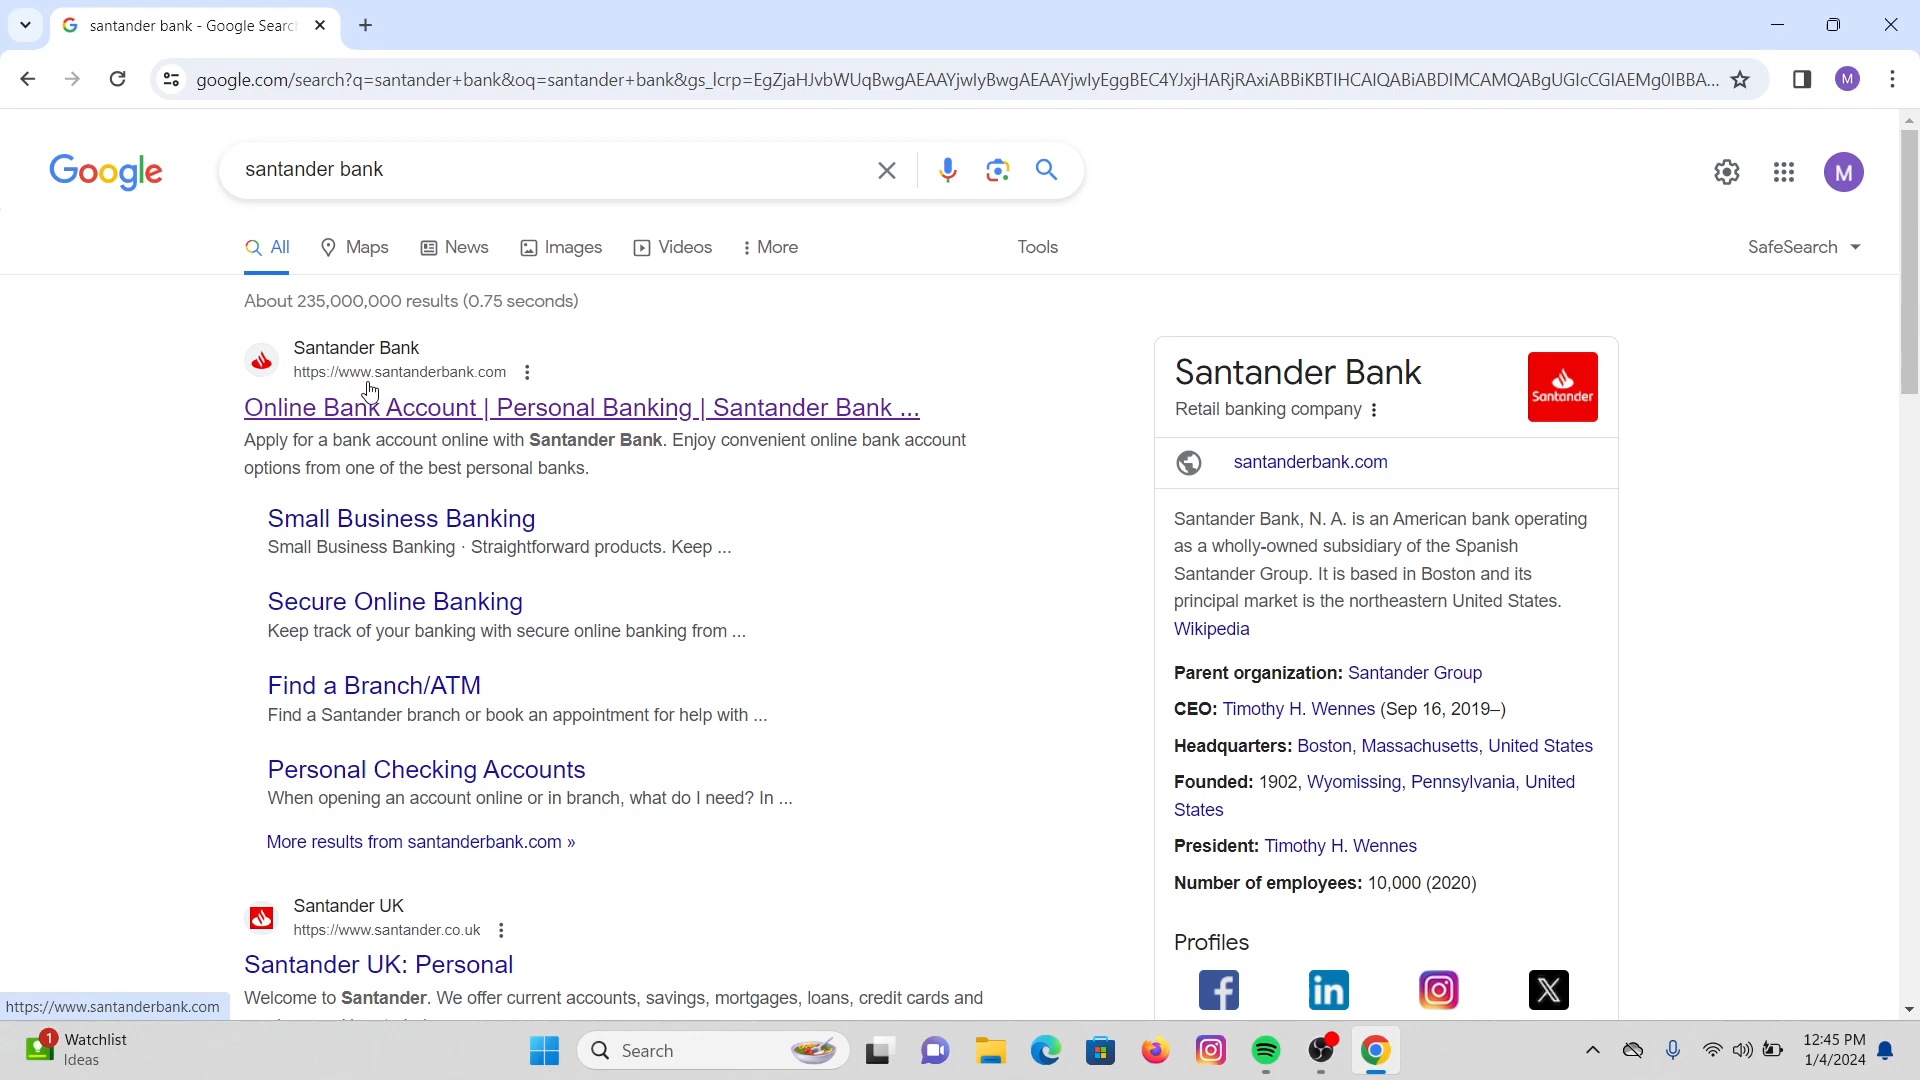 santander bank - Google Searc
google.com/search?q=santander+bank&oq=santander+bank&gs_lcrp=EgZjaHJvbWUqBwgAEAAYjwIyBwgAEAAYjwIyEggBEC4YJxjHARjRAxiABBiKBTIHCAIQABiABDIMCAMQABgUGIcCGIAEMg0IBBA...
M
Google
santander bank
M
All
Maps
News
Images
Videos
More
Tools
SafeSearch
About 235,000,000 results (0.75 seconds)
Santander Bank
https://www.santanderbank.com
Online Bank Account | Personal Banking | Santander Bank ...
Apply for a bank account online with Santander Bank. Enjoy convenient online bank account
options from one of the best personal banks.
Small Business Banking
Small Business Banking · Straightforward products. Keep ...
Secure Online Banking
Keep track of your banking with secure online banking from ...
Find a Branch/ATM
Find a Santander branch or book an appointment for help with ...
Personal Checking Accounts
When opening an account online or in branch, what do I need? In ...
More results from santanderbank.com »
Santander UK
https://www.santander.co.uk
Santander UK: Personal
Welcome to Santander. We offer current accounts, savings, mortgages, loans, credit cards and
Santander Bank
Retail banking company
Santander
santanderbank.com
Santander Bank, N. A. is an American bank operating
as a wholly-owned subsidiary of the Spanish
Santander Group. It is based in Boston and its
principal market is the northeastern United States.
Wikipedia
Parent organization: Santander Group
CEO: Timothy H. Wennes (Sep 16, 2019–)
Headquarters: Boston, Massachusetts, United States
Founded: 1902, Wyomissing, Pennsylvania, United
States
President: Timothy H. Wennes
Number of employees: 10,000 (2020)
Profiles
https://www.santanderbank.com
1
Watchlist
Ideas
Search
12:45 PM
1/4/2024